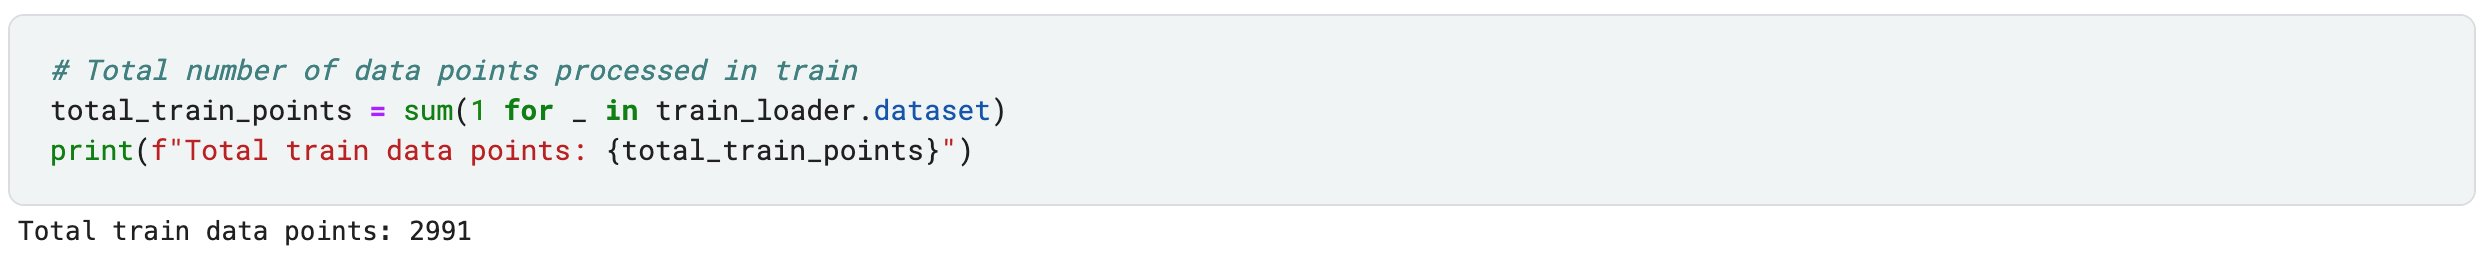 # Total number of data points processed in train
total_train_points = sum(1 for _ in train_loader.dataset)
print(f"Total train data points: {total_train_points}")
Total train data points: 2991